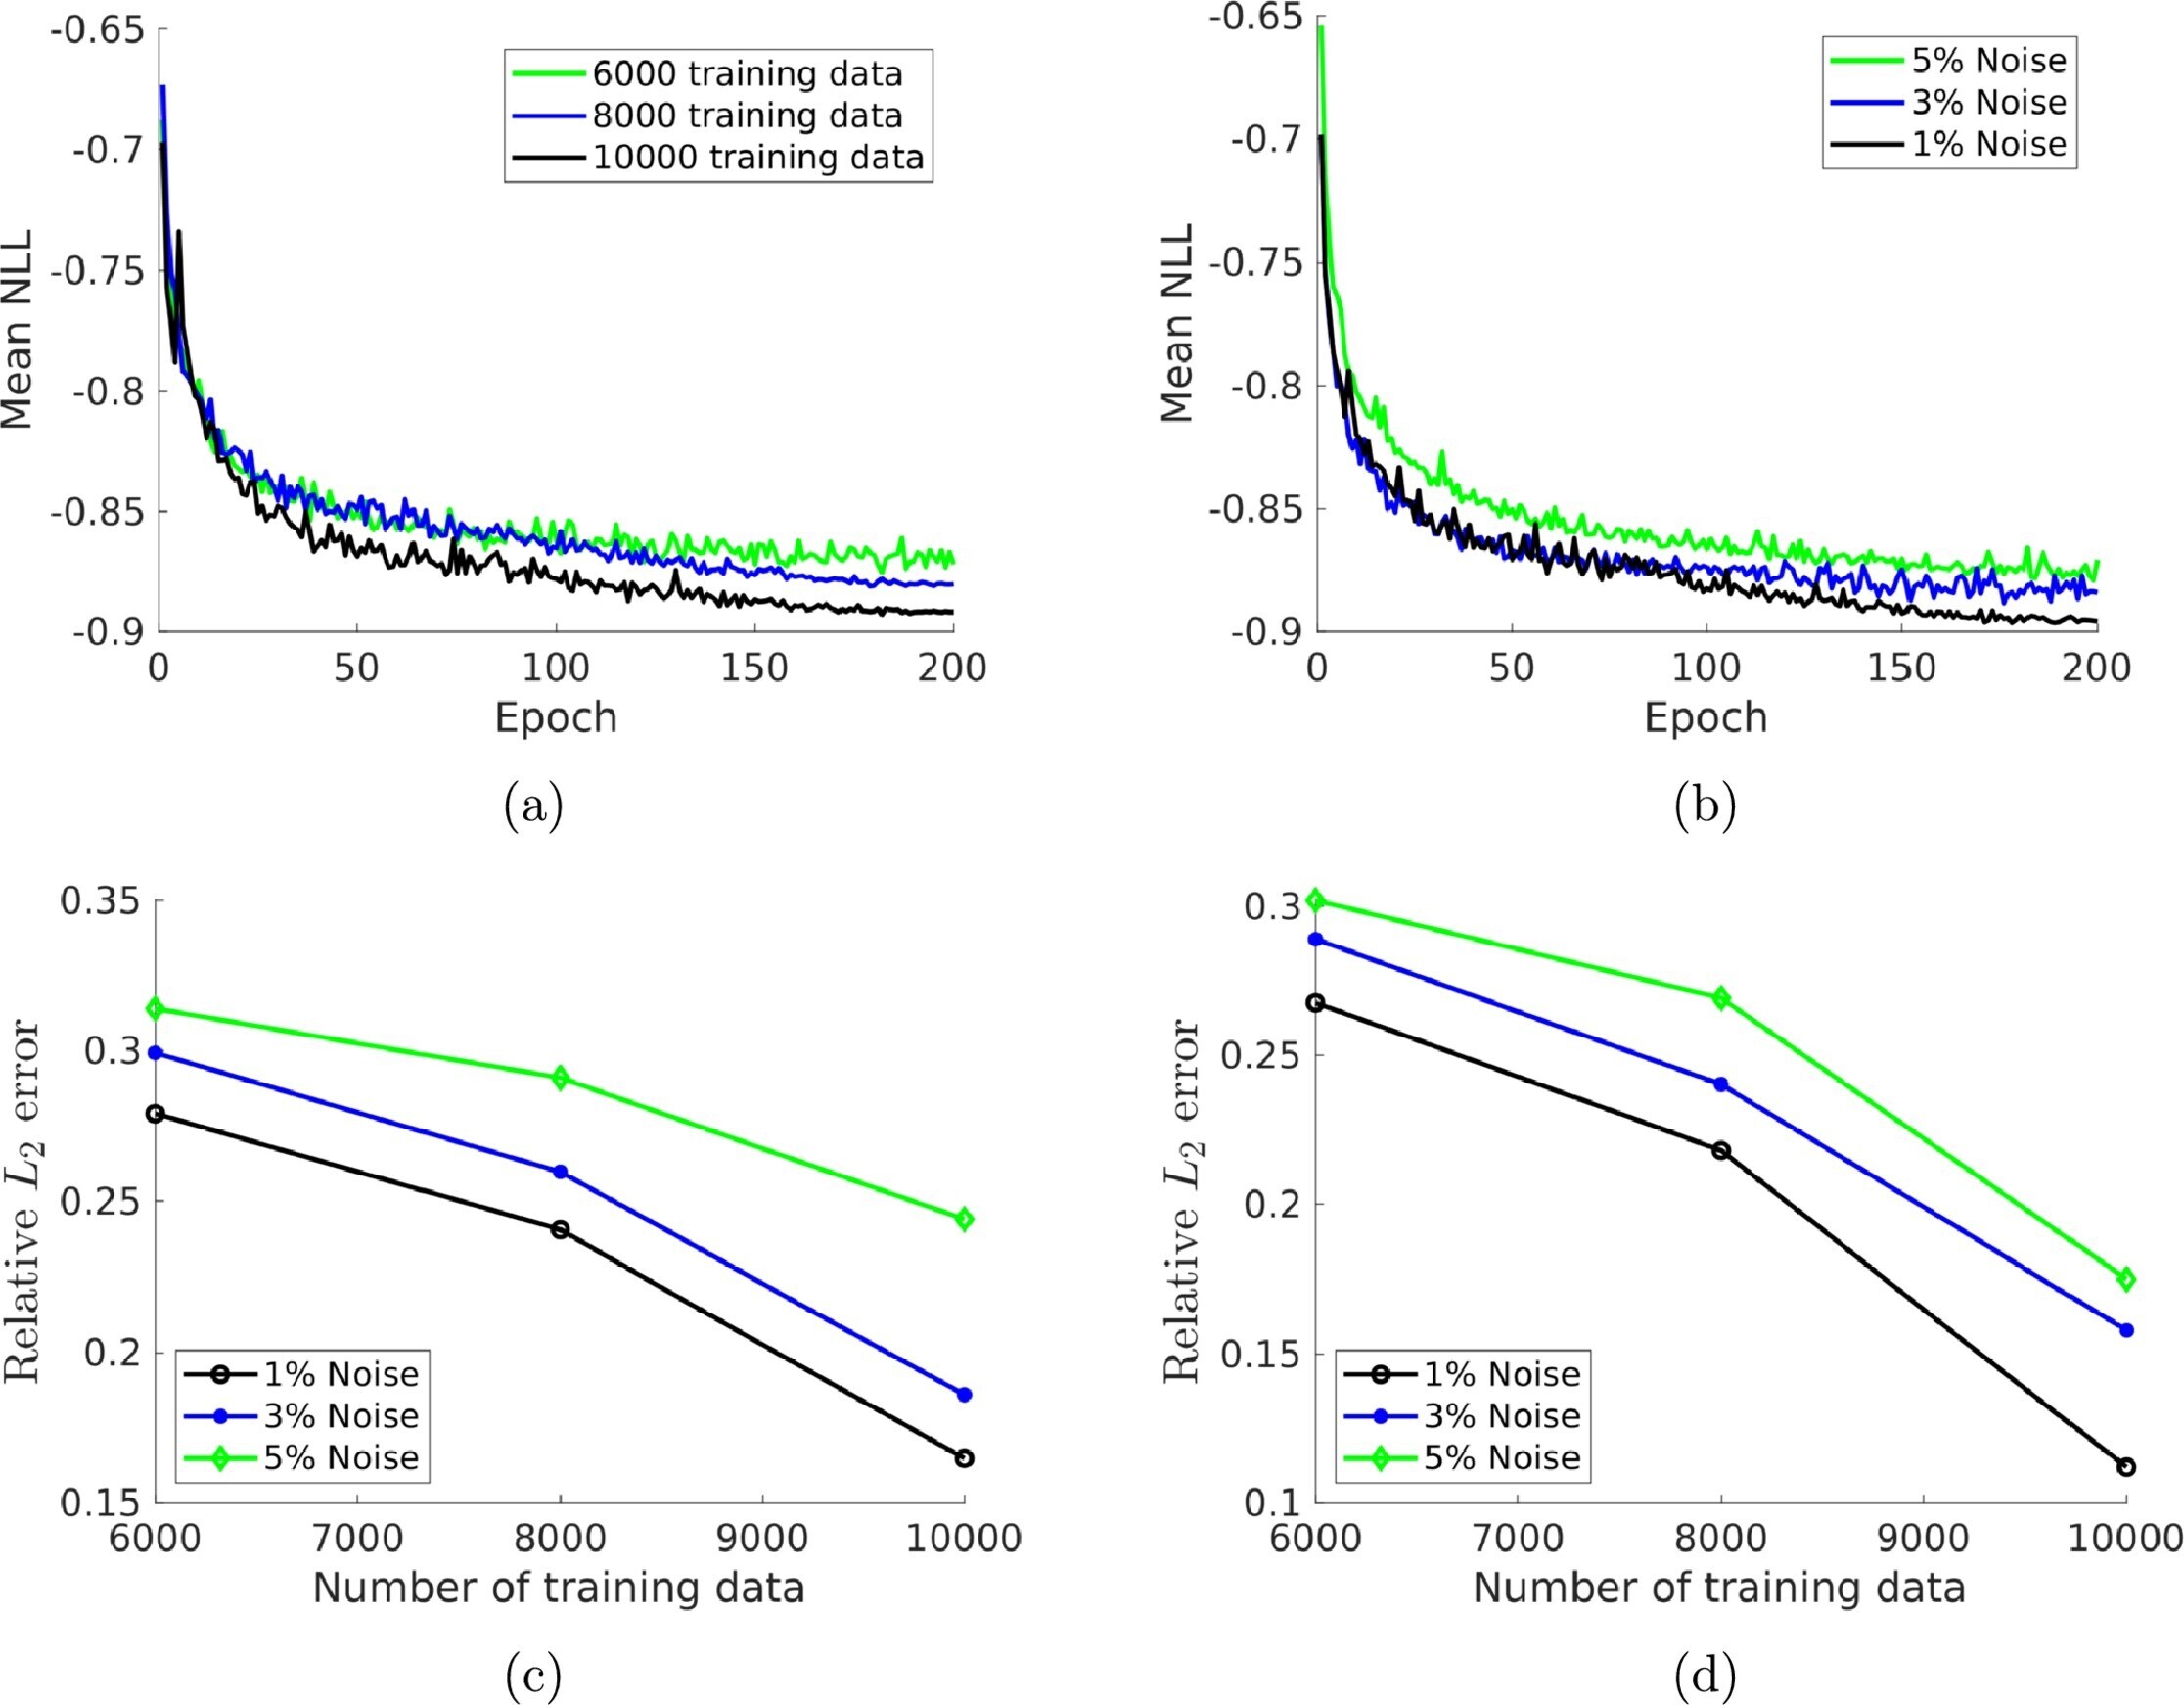 -0.65
-0.7
-0.75
-0.8
-0.85
-0.9
Mean NLL
6000 training data
8000 training data
10000 training data
0 50 100 150 200
Epoch
(a)
-0.65
-0.7
-0.75
-0.8
-0.85
-0.9
Mean NLL
5% Noise
3% Noise
1% Noise
0 50 100 150 200
Epoch
(b)
0.35
0.3
0.25
0.2
0.15
Relative L2 error
1% Noise
3% Noise
5% Noise
6000 7000 8000 9000 10000
Number of training data
(c)
0.3
0.25
0.2
0.15
0.1
Relative L2 error
1% Noise
3% Noise
5% Noise
6000 7000 8000 9000 10000
Number of training data
(d)